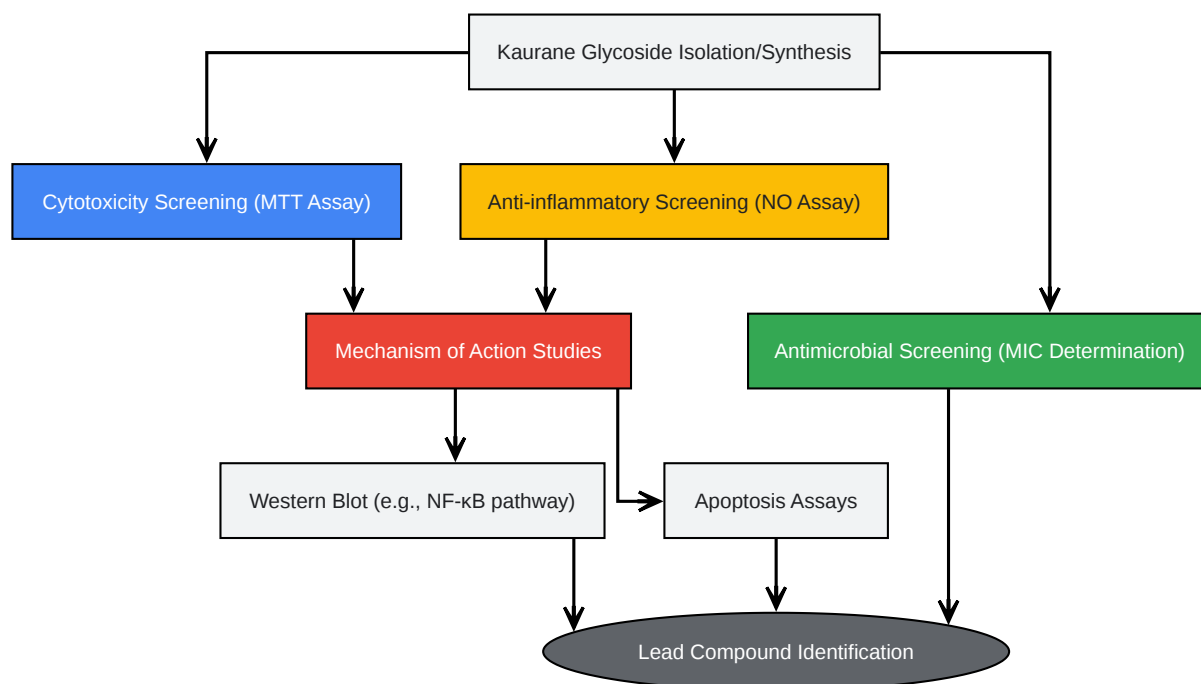 Kaurane Glycoside Isolation/Synthesis
Cytotoxicity Screening (MTT Assay)
Anti-inflammatory Screening (NO Assay)
Mechanism of Action Studies
Antimicrobial Screening (MIC Determination)
Western Blot (e.g., NF-κB pathway)
Apoptosis Assays
Lead Compound Identification